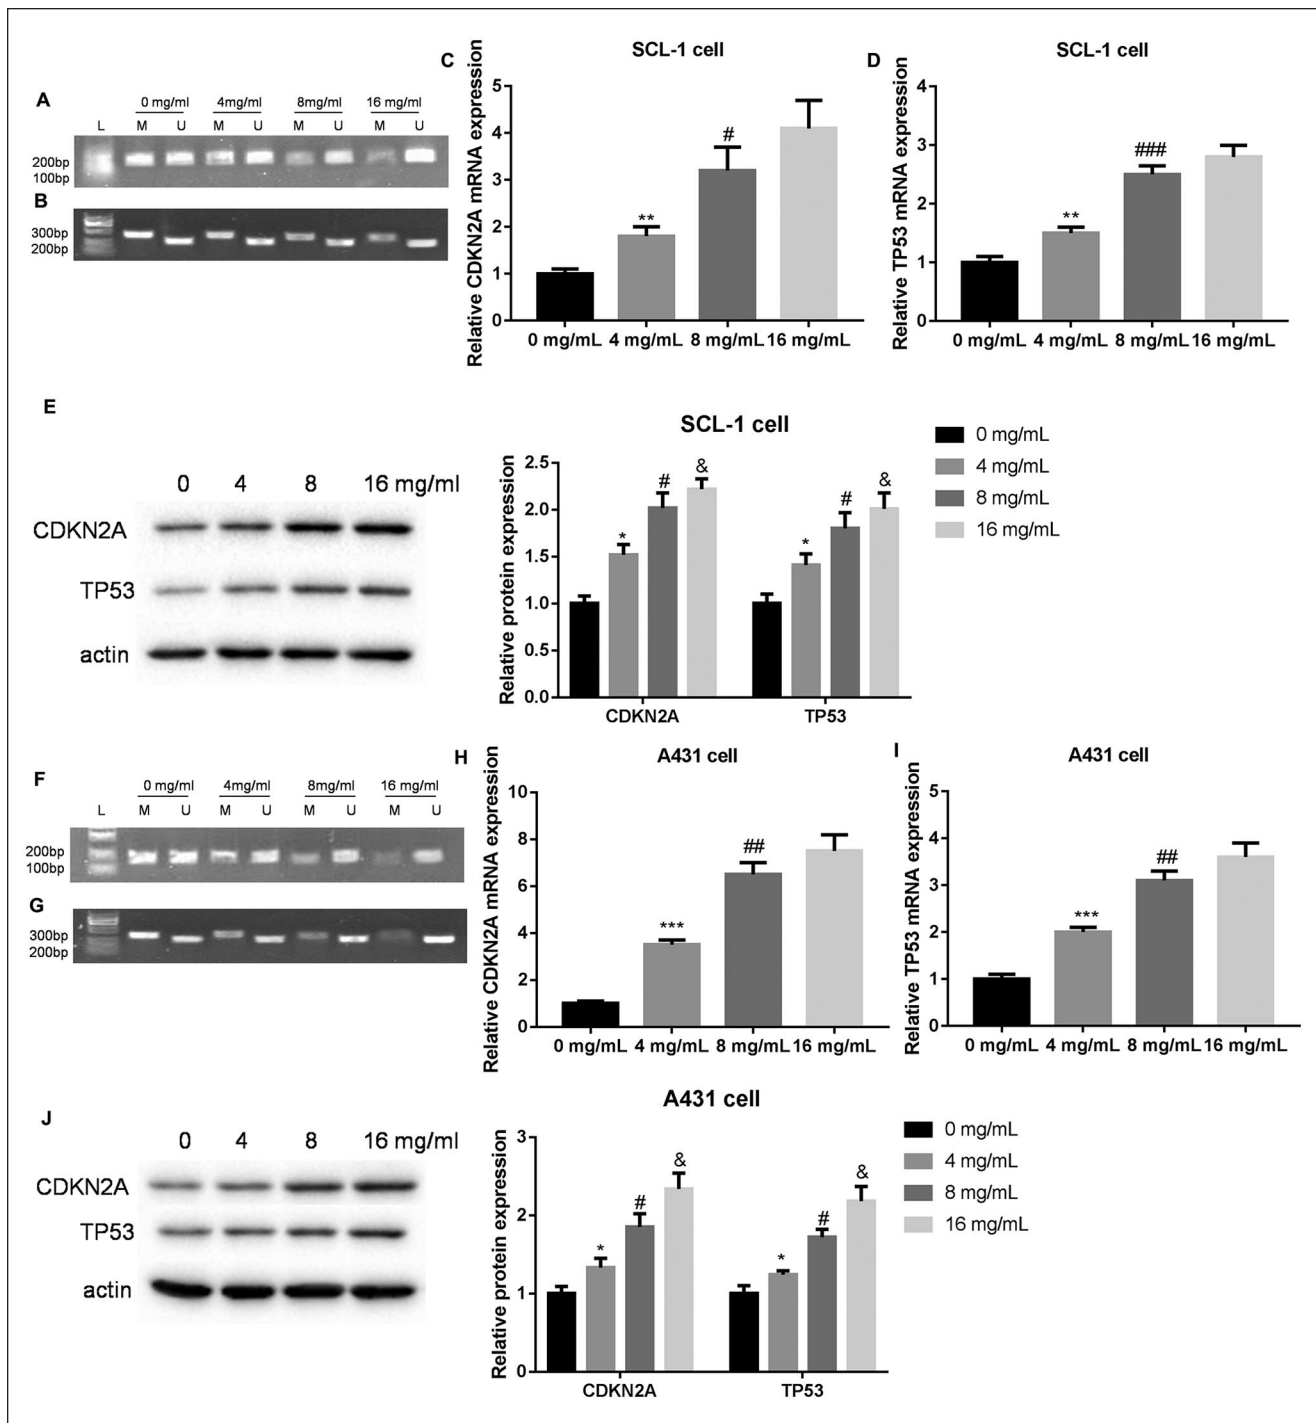 A
0 mg/ml 4mg/ml 8mg/ml 16 mg/ml
L M U M U M U M U
200bp
100bp
B
300bp
200bp
C
SCL-1 cell
Relative CDKN2A mRNA expression
5
4
3
2
1
0
**
#
0 mg/mL 4 mg/mL 8 mg/mL 16 mg/mL
D
SCL-1 cell
Relative TP53 mRNA expression
4
3
2
1
0
**
###
0 mg/mL 4 mg/mL 8 mg/mL 16 mg/mL
E
0 4 8 16 mg/ml
CDKN2A
TP53
actin
SCL-1 cell
Relative protein expression
2.5
2.0
1.5
1.0
0.5
0.0
* # & * # &
CDKN2A TP53
0 mg/mL
4 mg/mL
8 mg/mL
16 mg/mL
F
0 mg/ml 4mg/ml 8mg/ml 16 mg/ml
L M U M U M U M U
200bp
100bp
G
300bp
200bp
H
A431 cell
Relative CDKN2A mRNA expression
10
8
6
4
2
0
***
##
0 mg/mL 4 mg/mL 8 mg/mL 16 mg/mL
I
A431 cell
Relative TP53 mRNA expression
5
4
3
2
1
0
***
##
0 mg/mL 4 mg/mL 8 mg/mL 16 mg/mL
J
0 4 8 16 mg/ml
CDKN2A
TP53
actin
A431 cell
Relative protein expression
3
2
1
0
* # & * # &
CDKN2A TP53
0 mg/mL
4 mg/mL
8 mg/mL
16 mg/mL